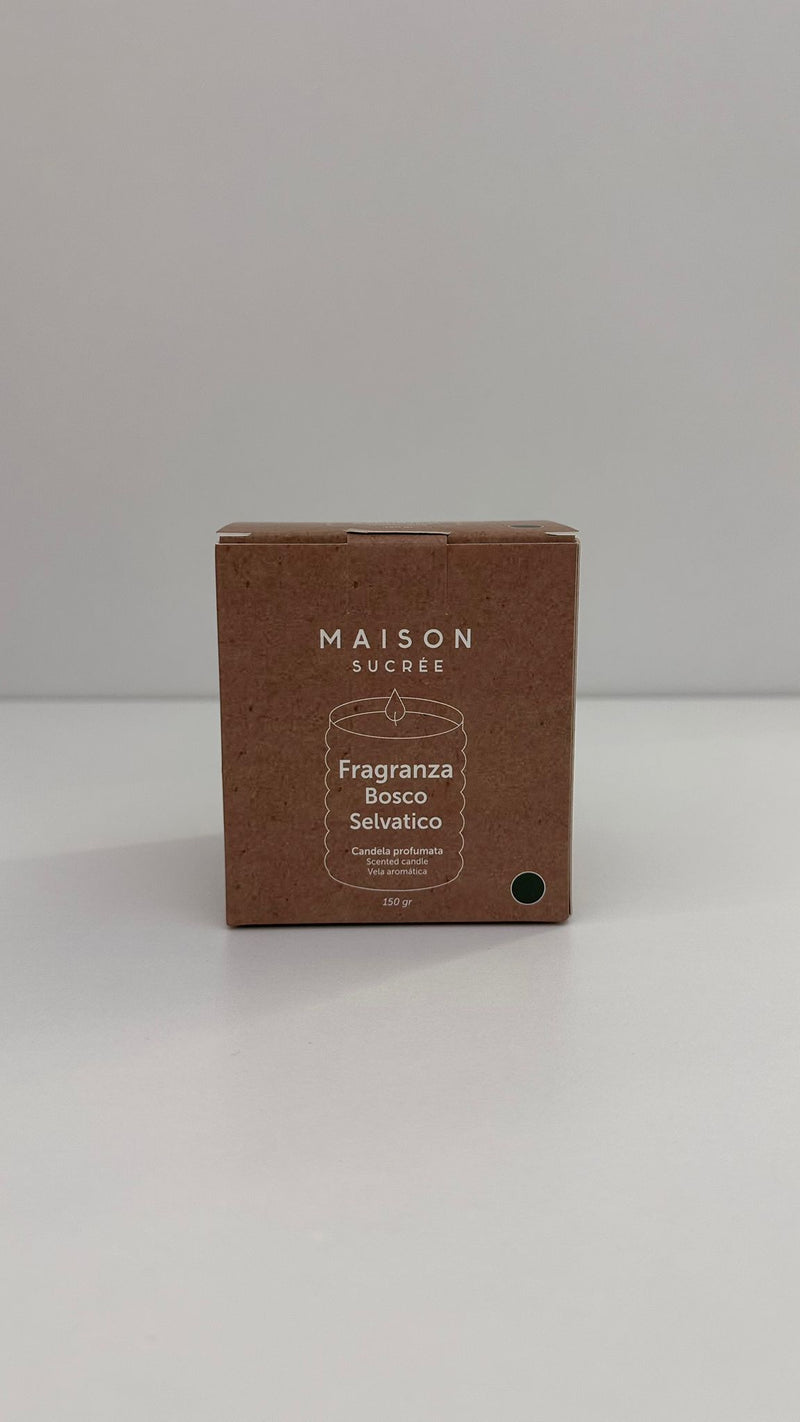 MAISON
SUCRÉE
Fragranza
Bosco
Selvatico
Candela profumata
Scented candle
Vela aromática
150 gr